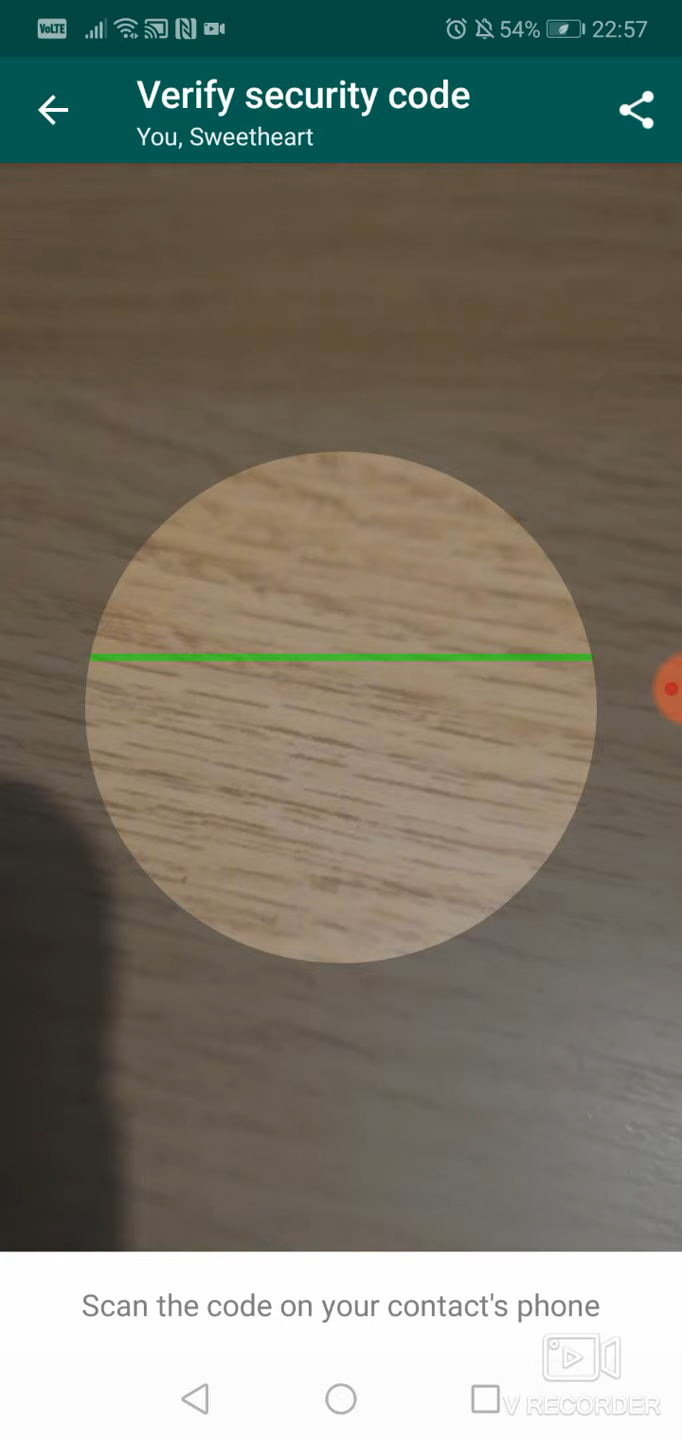 VoLTE 54% 22:57
Verify security code
You, Sweetheart
Scan the code on your contact's phone
V RECORDER